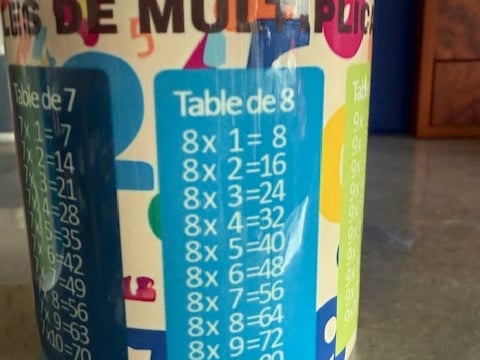 LES DE MULTIPLICA
Table de 7
7x 1= 7
7x 2=14
7x 3=21
7x 4=28
7x 5=35
7x 6=42
7x 7=49
7x 8=56
7x 9=63
7x10=70
Table de 8
8x 1= 8
8x 2=16
8x 3=24
8x 4=32
8x 5=40
8x 6=48
8x 7=56
8x 8=64
8x 9=72